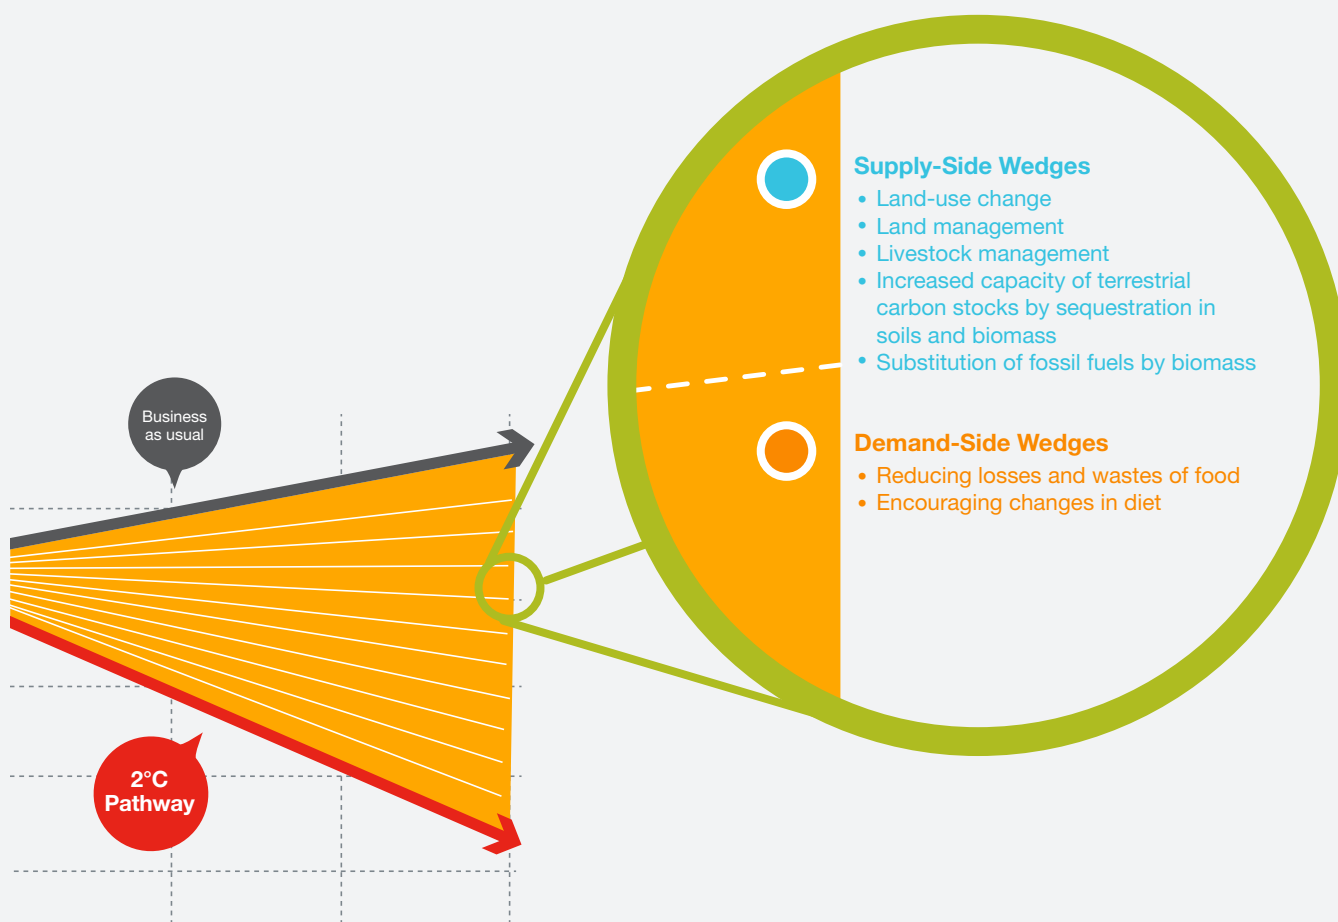 Supply-Side Wedges
• Land-use change
• Land management
• Livestock management
• Increased capacity of terrestrial
carbon stocks by sequestration in
soils and biomass
• Substitution of fossil fuels by biomass
Business
as usual
Demand-Side Wedges
• Reducing losses and wastes of food
• Encouraging changes in diet
2°C
Pathway